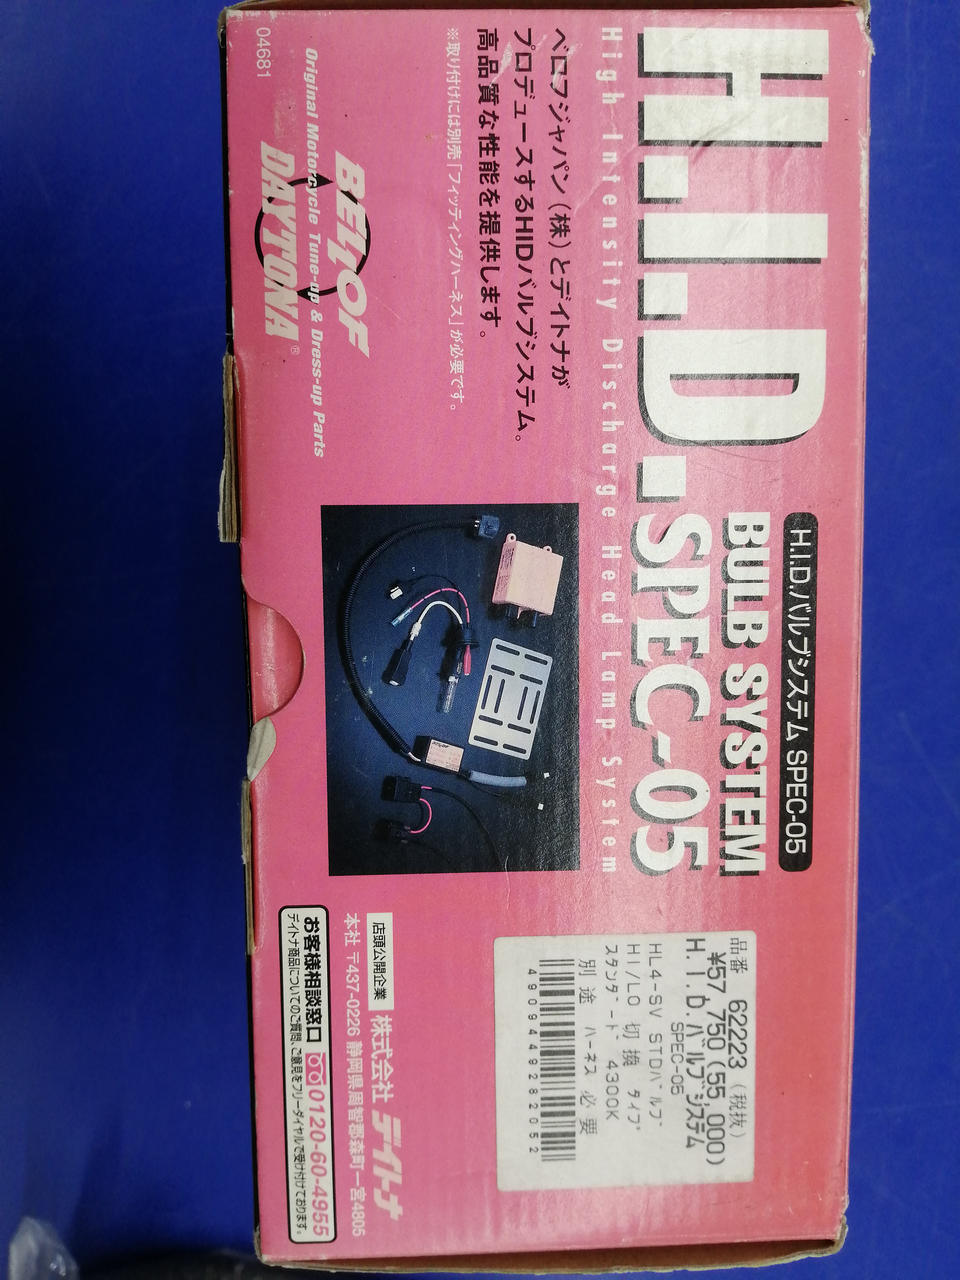 H.I.D.バルブシステム SPEC-05
H.I.D. BULB SYSTEM
SPEC-05
High Intensity Discharge Head Lamp System
ベロフジャパン(株)とデイトナが
プロデュースするHIDバルブシステム。
高品質な性能を提供します。
※取り付けには別売「フィッティングハーネス」が必要です。
BELLOF
DAYTONA®
Original Motorcycle Tune-up & Dress-up Parts
04681
品番 62223 (税抜)
¥57,750(55,000)
H.I.D.バルブシステム
SPEC-05
HL4-SV STDバルブ
HI/LO 切換 タイプ
スタンダード 4300K
別途 ハーネス 必要
4909449282052
店頭公開企業 株式会社 デイトナ
本社 〒437-0226 静岡県周智郡森町一宮4805
お客様相談窓口 0120-60-4955
デイトナ商品についてのご質問、ご意見をフリーダイヤルで受け付けております。